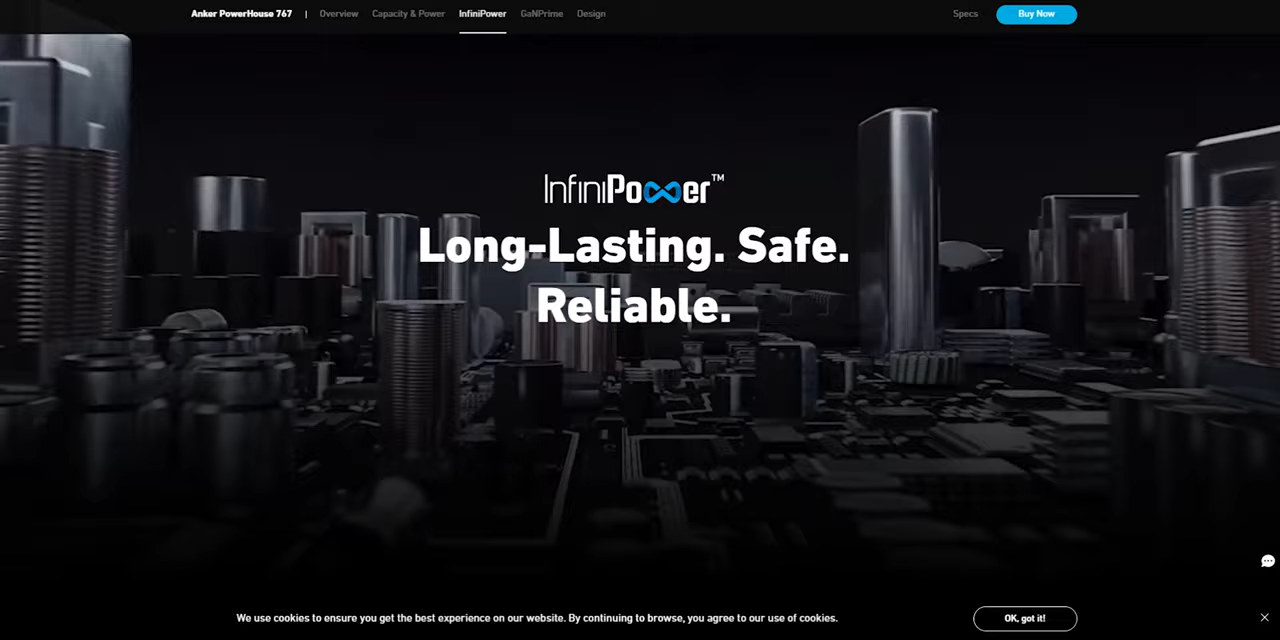 Anker PowerHouse 767 | Overview Capacity & Power InfiniPower GaNPrime Design Specs Buy Now
InfiniPower™
Long-Lasting. Safe.
Reliable.
We use cookies to ensure you get the best experience on our website. By continuing to browse, you agree to our use of cookies. OK, got it!